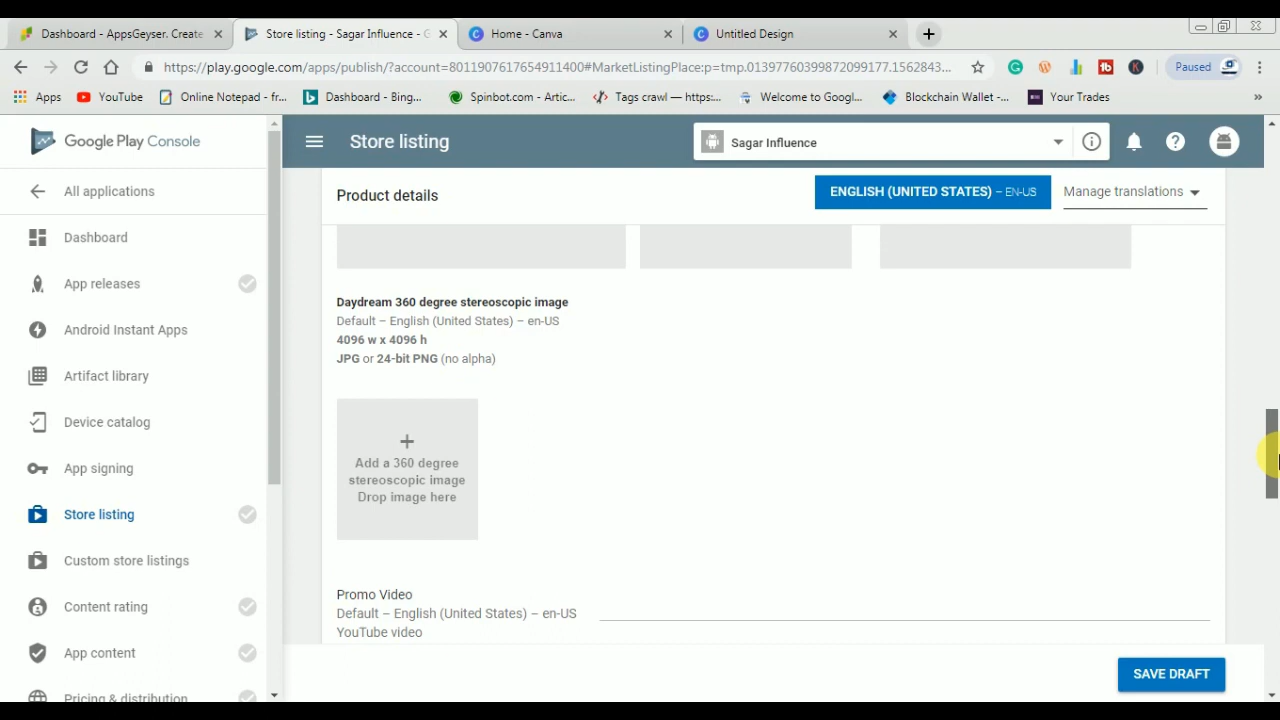 Dashboard - AppsGeyser. Create
Store listing - Sagar Influence - G
Home - Canva
Untitled Design
https://play.google.com/apps/publish/?account=8011907617654911400#MarketListingPlace:p=tmp.01397760399872099177.1562843...
Paused
Apps
YouTube
Online Notepad - fr...
Dashboard - Bing...
Spinbot.com - Artic...
Tags crawl — https:...
Welcome to Googl...
Blockchain Wallet -...
Your Trades
»
Google Play Console
Store listing
Sagar Influence
All applications
Product details
ENGLISH (UNITED STATES) – EN-US
Manage translations
Dashboard
App releases
Android Instant Apps
Artifact library
Device catalog
App signing
Store listing
Custom store listings
Content rating
App content
Pricing & distribution
Daydream 360 degree stereoscopic image
Default – English (United States) – en-US
4096 w x 4096 h
JPG or 24-bit PNG (no alpha)
+
Add a 360 degree
stereoscopic image
Drop image here
Promo Video
Default – English (United States) – en-US
YouTube video
SAVE DRAFT